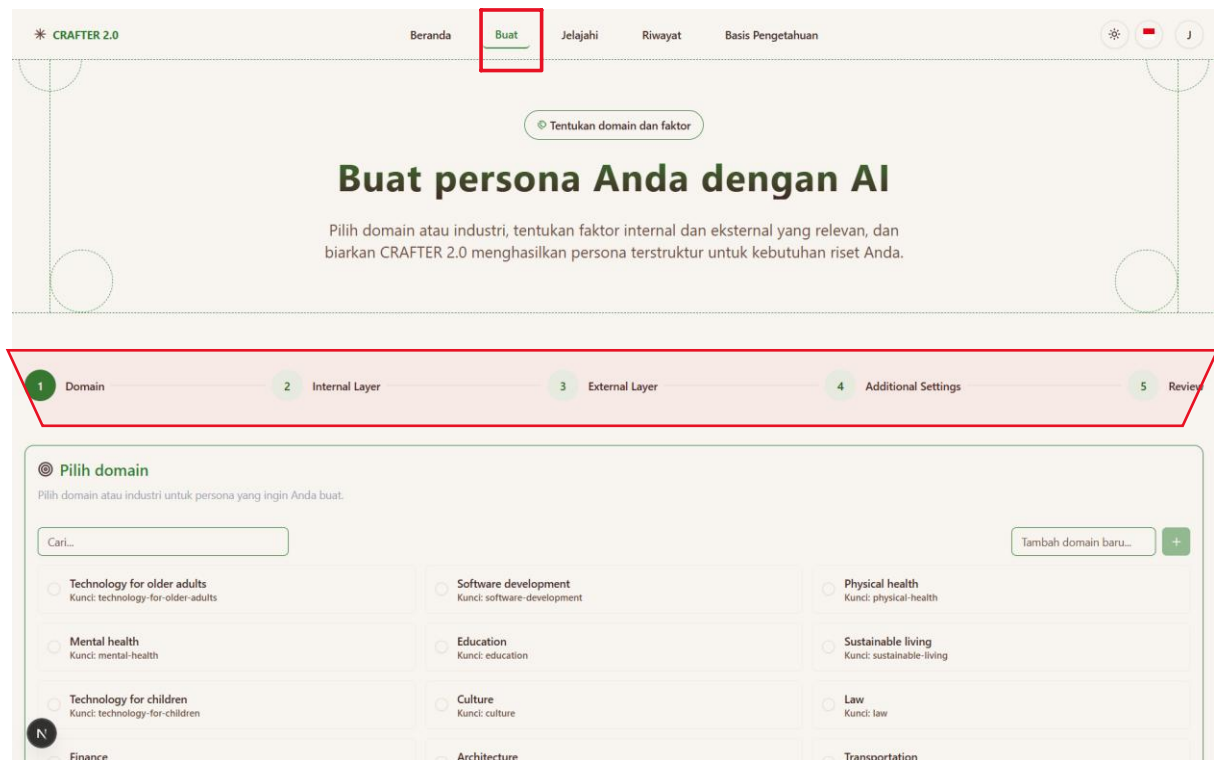 CRAFTER 2.0
Beranda Buat Jelajahi Riwayat Basis Pengetahuan
J
Tentukan domain dan faktor
Buat persona Anda dengan AI
Pilih domain atau industri, tentukan faktor internal dan eksternal yang relevan, dan
biarkan CRAFTER 2.0 menghasilkan persona terstruktur untuk kebutuhan riset Anda.
1 Domain 2 Internal Layer 3 External Layer 4 Additional Settings 5 Review
Pilih domain
Pilih domain atau industri untuk persona yang ingin Anda buat.
Cari... Tambah domain baru... +
Technology for older adults
Kunci: technology-for-older-adults
Software development
Kunci: software-development
Physical health
Kunci: physical-health
Mental health
Kunci: mental-health
Education
Kunci: education
Sustainable living
Kunci: sustainable-living
Technology for children
Kunci: technology-for-children
Culture
Kunci: culture
Law
Kunci: law
N
Finance
Architecture
Transportation